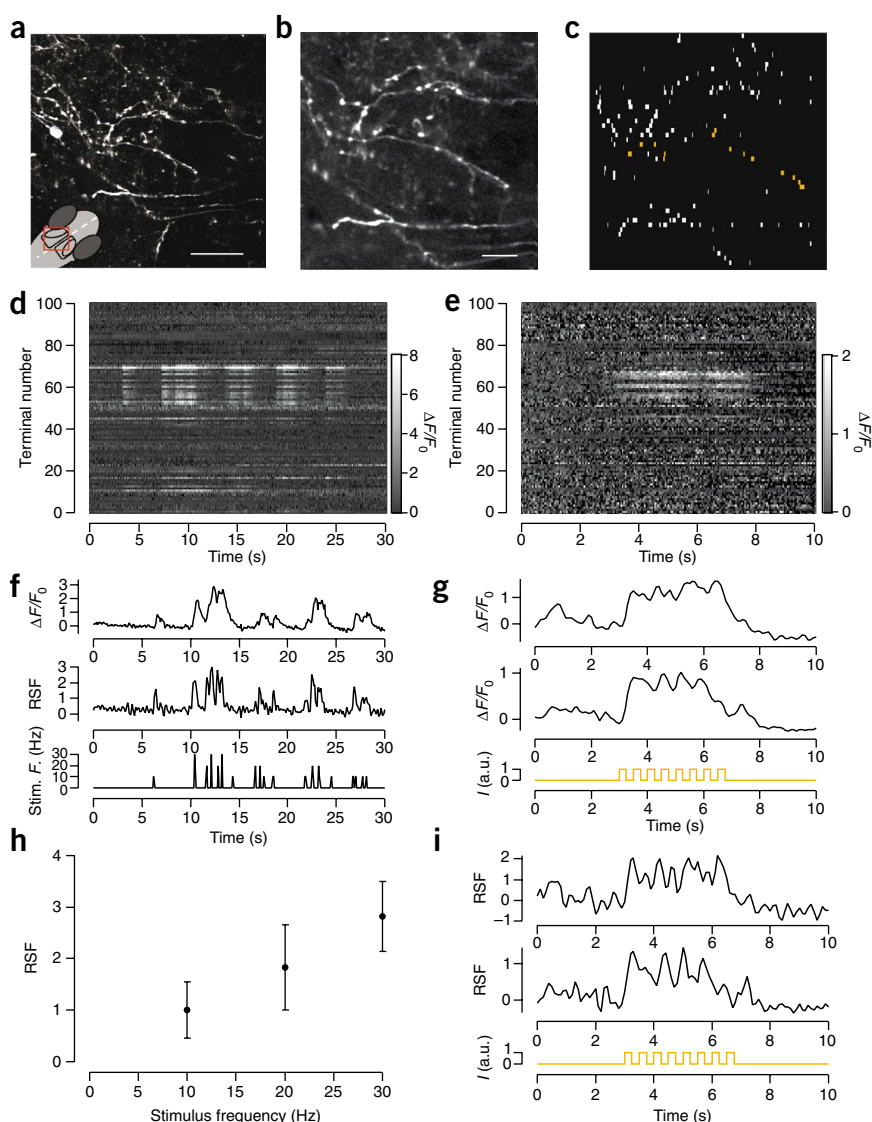 a
b
c
d
100
80
60
40
20
0
Terminal number
0 5 10 15 20 25 30
Time (s)
8
6
4
2
0
ΔF/F0
e
100
80
60
40
20
0
Terminal number
0 2 4 6 8 10
Time (s)
2
1
0
ΔF/F0
f
3
2
1
0
ΔF/F0
0 5 10 15 20 25 30
3
2
1
0
RSF
0 5 10 15 20 25 30
30
20
10
0
Stim. F. (Hz)
0 5 10 15 20 25 30
Time (s)
g
1
0
ΔF/F0
0 2 4 6 8 10
1
0
ΔF/F0
0 2 4 6 8 10
1
0
I (a.u.)
0 2 4 6 8 10
Time (s)
h
4
3
2
1
0
RSF
0 5 10 15 20 25 30
Stimulus frequency (Hz)
i
2
1
0
–1
RSF
0 2 4 6 8 10
1
0
RSF
0 2 4 6 8 10
1
0
I (a.u.)
0 2 4 6 8 10
Time (s)